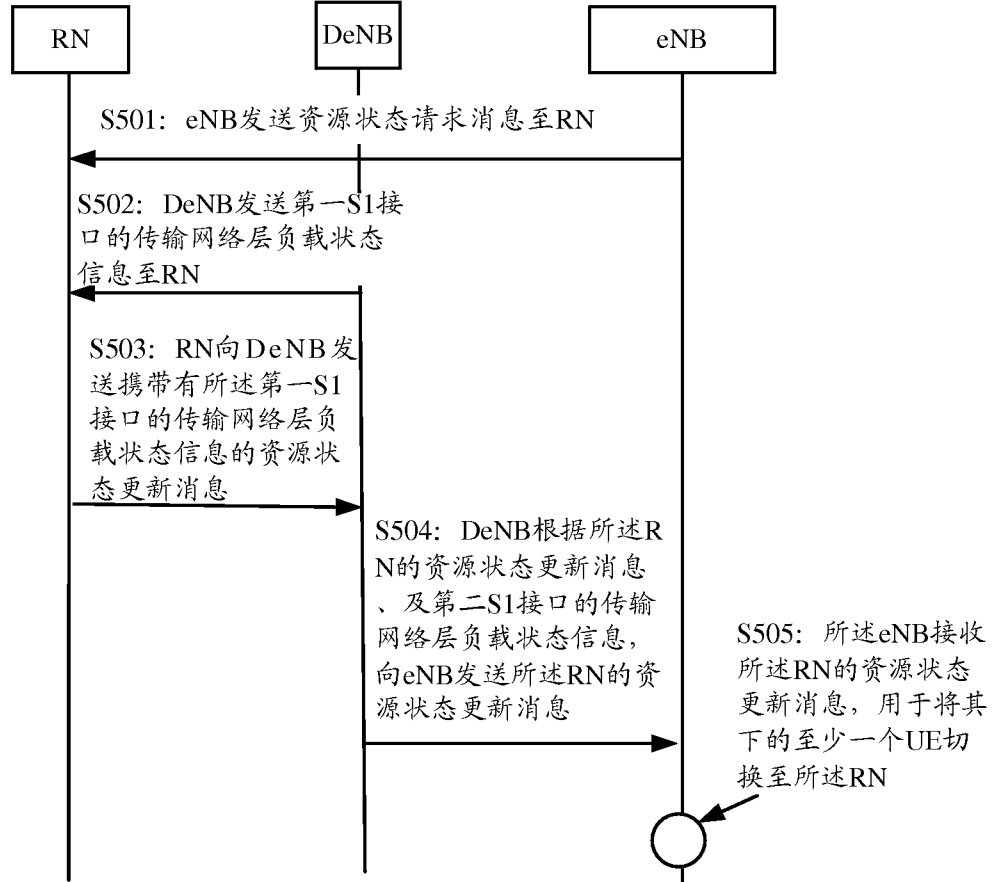 RN
DeNB
eNB
S501：eNB发送资源状态请求消息至RN
S502：DeNB发送第一S1接
口的传输网络层负载状态
信息至RN
S503：RN向DeNB发
送携带有所述第一S1
接口的传输网络层负
载状态信息的资源状
态更新消息
S504：DeNB根据所述R
N的资源状态更新消息
、及第二S1接口的传输
网络层负载状态信息，
向eNB发送所述RN的资
源状态更新消息
S505：所述eNB接收
所述RN的资源状态
更新消息，用于将其
下的至少一个UE切
换至所述RN